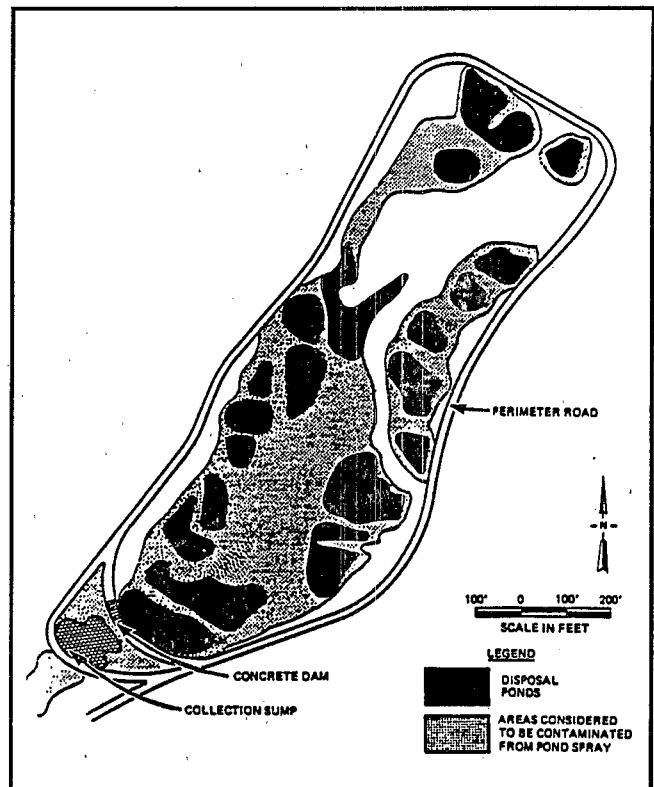 PERIMETER ROAD
-N-
100' 0 100' 200'
SCALE IN FEET
LEGEND
DISPOSAL
PONDS
AREAS CONSIDERED
TO BE CONTAMINATED
FROM POND SPRAY
CONCRETE DAM
COLLECTION SUMP